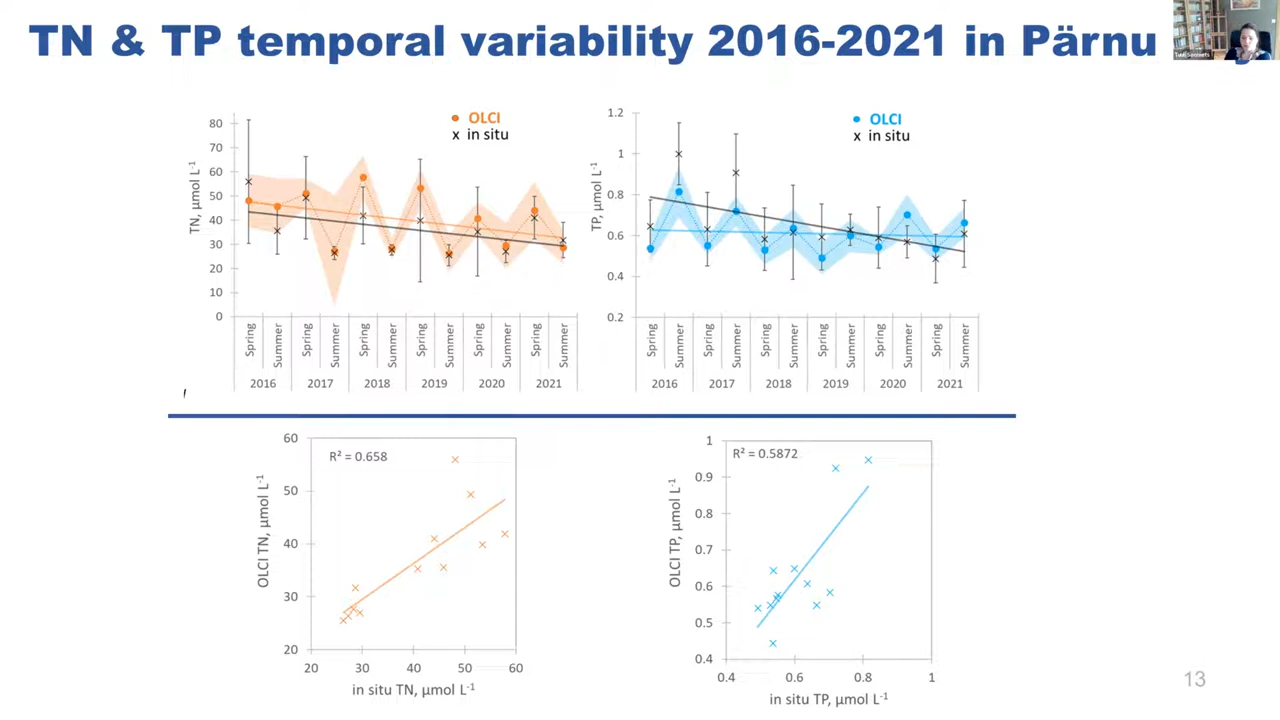 TN & TP temporal variability 2016-2021 in Pärnu
OLCI
x in situ
TN, µmol L-1
80
70
60
50
40
30
20
10
0
Spring
Summer
Spring
Summer
Spring
Summer
Spring
Summer
Spring
Summer
Spring
Summer
2016
2017
2018
2019
2020
2021
OLCI
x in situ
TP, µmol L-1
1.2
1
0.8
0.6
0.4
0.2
Spring
Summer
Spring
Summer
Spring
Summer
Spring
Summer
Spring
Summer
Spring
Summer
2016
2017
2018
2019
2020
2021
R² = 0.658
OLCI TN, µmol L-1
60
50
40
30
20
20
30
40
50
60
in situ TN, µmol L-1
R² = 0.5872
OLCI TP, µmol L-1
1
0.9
0.8
0.7
0.6
0.5
0.4
0.4
0.6
0.8
1
in situ TP, µmol L-1
13